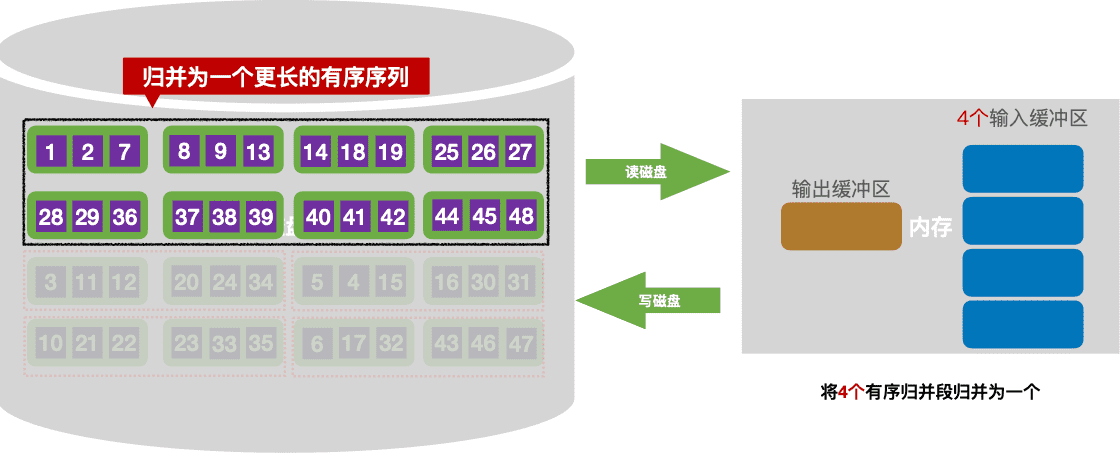 归并为一个更长的有序序列
1 2 7 8 9 13 14 18 19 25 26 27
28 29 36 37 38 39 40 41 42 44 45 48
盘
3 11 12 20 24 34 5 4 15 16 30 31
10 21 22 23 33 35 6 17 32 43 46 47
读磁盘
写磁盘
4个输入缓冲区
输出缓冲区
内存
将4个有序归并段归并为一个